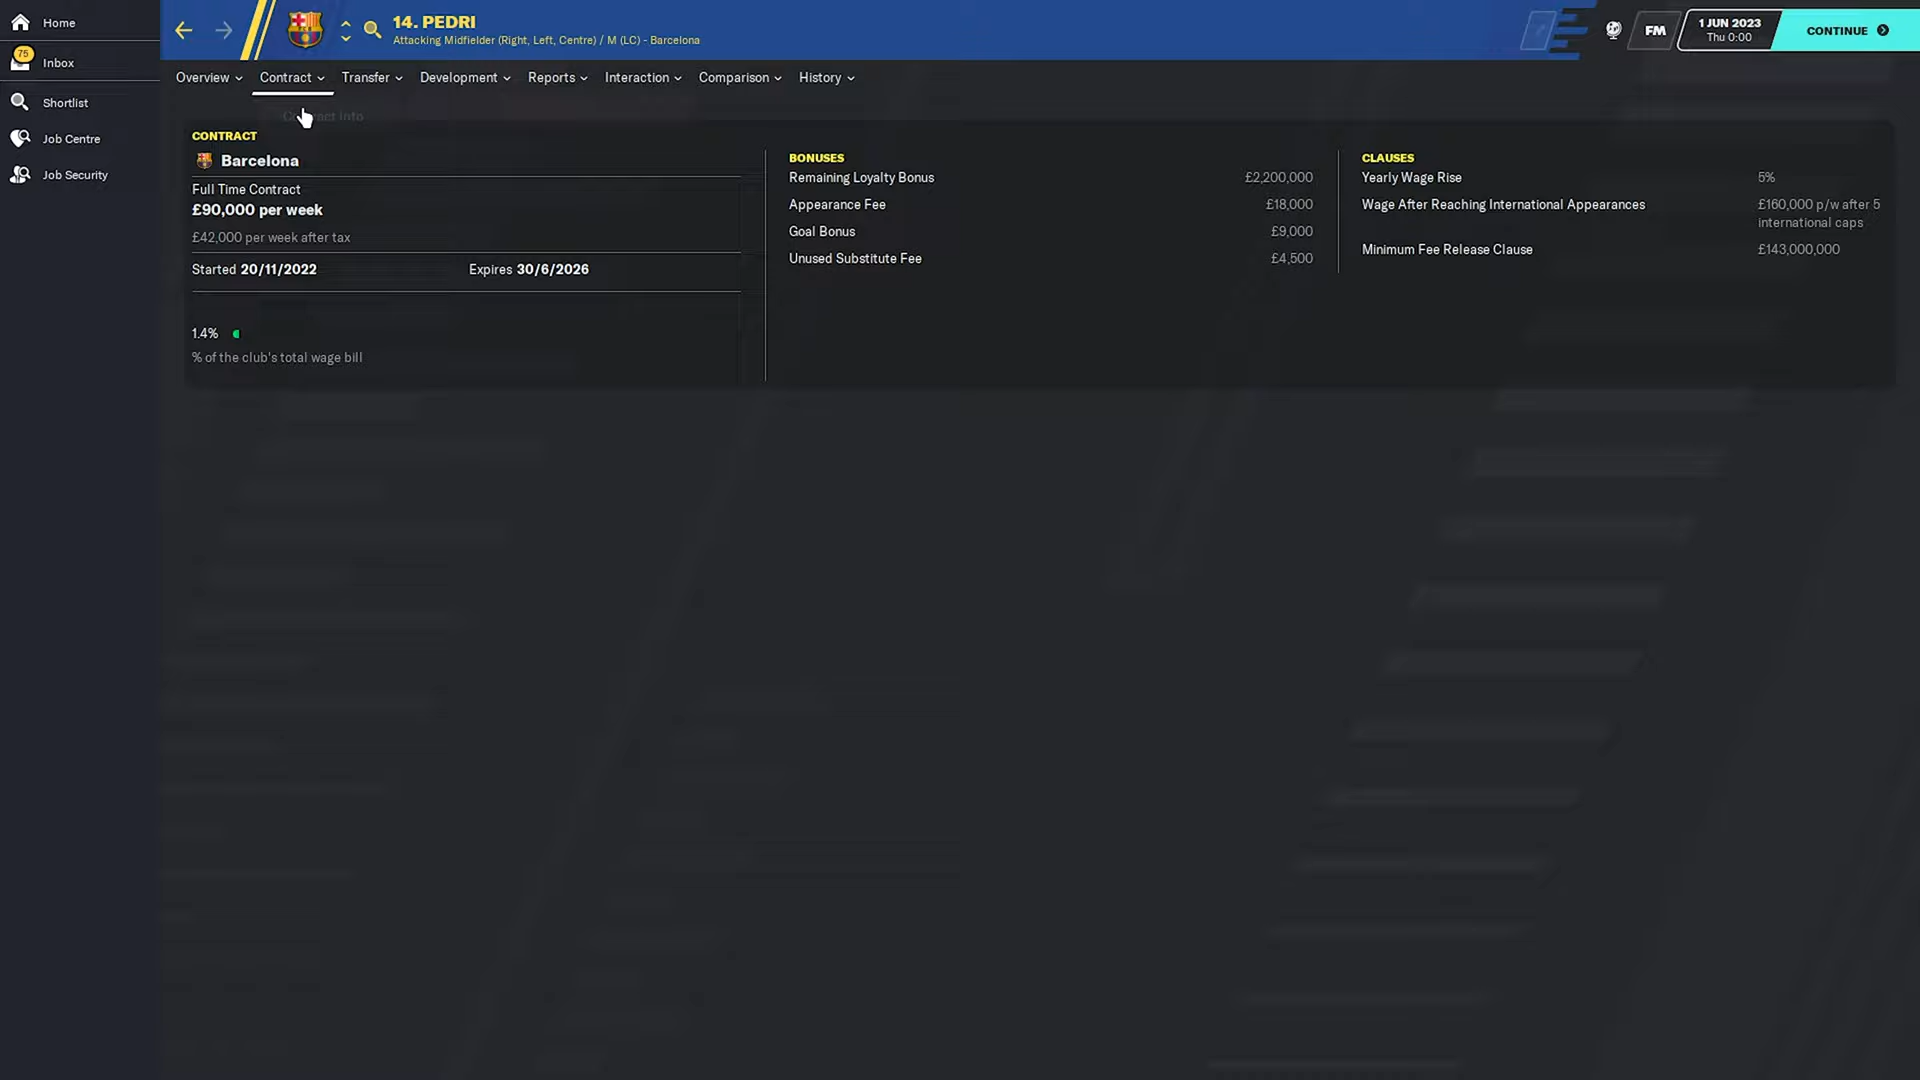 Home
75
Inbox
Shortlist
Job Centre
Job Security
14. PEDRI
Attacking Midfielder (Right, Left, Centre) / M (LC) - Barcelona
FM
1 JUN 2023
Thu 0:00
CONTINUE
Overview
Contract
Transfer
Development
Reports
Interaction
Comparison
History
CONTRACT
Barcelona
Full Time Contract
£90,000 per week
£42,000 per week after tax
Started 20/11/2022
Expires 30/6/2026
1.4%
% of the club's total wage bill
BONUSES
Remaining Loyalty Bonus £2,200,000
Appearance Fee £18,000
Goal Bonus £9,000
Unused Substitute Fee £4,500
CLAUSES
Yearly Wage Rise 5%
Wage After Reaching International Appearances £160,000 p/w after 5
international caps
Minimum Fee Release Clause £143,000,000